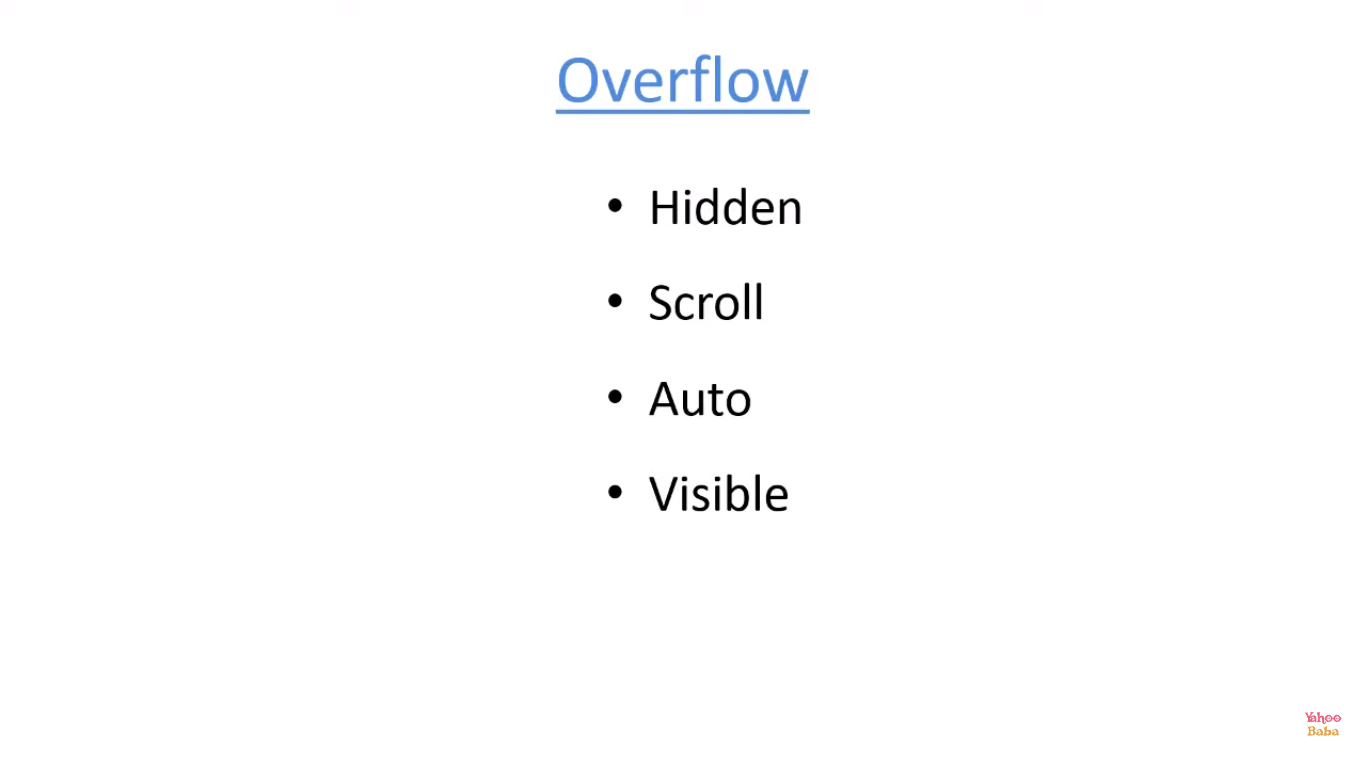 Overflow
• Hidden
• Scroll
• Auto
• Visible
Yahoo
Baba